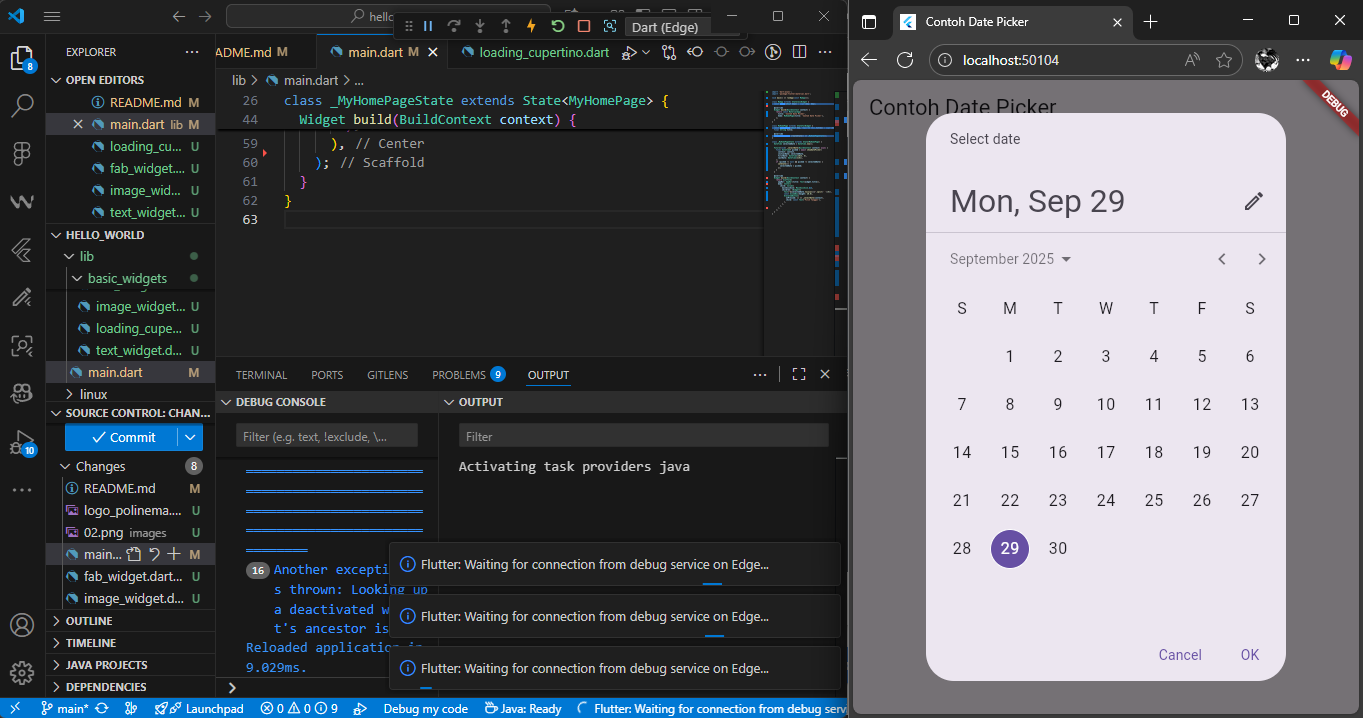 hello
Dart (Edge)
EXPLORER
OPEN EDITORS
README.md M
main.dart lib M
loading_cu... U
fab_widget.... U
image_wid... U
text_widget... U
HELLO_WORLD
lib
basic_widgets
image_widget... U
loading_cupe... U
text_widget.d... U
main.dart M
linux
SOURCE CONTROL: CHAN...
Commit
Changes 8
README.md M
logo_polinema.... U
02.png images U
main... M
fab_widget.dart... U
image_widget.d... U
OUTLINE
TIMELINE
JAVA PROJECTS
DEPENDENCIES
8
10
ADME.md M
main.dart M
loading_cupertino.dart
lib > main.dart > ...
26 class _MyHomePageState extends State<MyHomePage> {
44 Widget build(BuildContext context) {
59 ), // Center
60 ); // Scaffold
61 }
62 }
63
TERMINAL PORTS GITLENS PROBLEMS 9 OUTPUT
DEBUG CONSOLE
Filter (e.g. text, !exclude, \...
16 Another excepti
s thrown: Looking up
a deactivated w
t's ancestor is
Reloaded application i
9.029ms.
OUTPUT
Filter
Activating task providers java
Flutter: Waiting for connection from debug service on Edge...
Flutter: Waiting for connection from debug service on Edge...
Flutter: Waiting for connection from debug service on Edge...
main* Launchpad 0 0 9 Debug my code Java: Ready Flutter: Waiting for connection from debug serv
Contoh Date Picker
localhost:50104
Contoh Date Picker
DEBUG
Select date
Mon, Sep 29
September 2025
S M T W T F S
1 2 3 4 5 6
7 8 9 10 11 12 13
14 15 16 17 18 19 20
21 22 23 24 25 26 27
28 29 30
Cancel OK